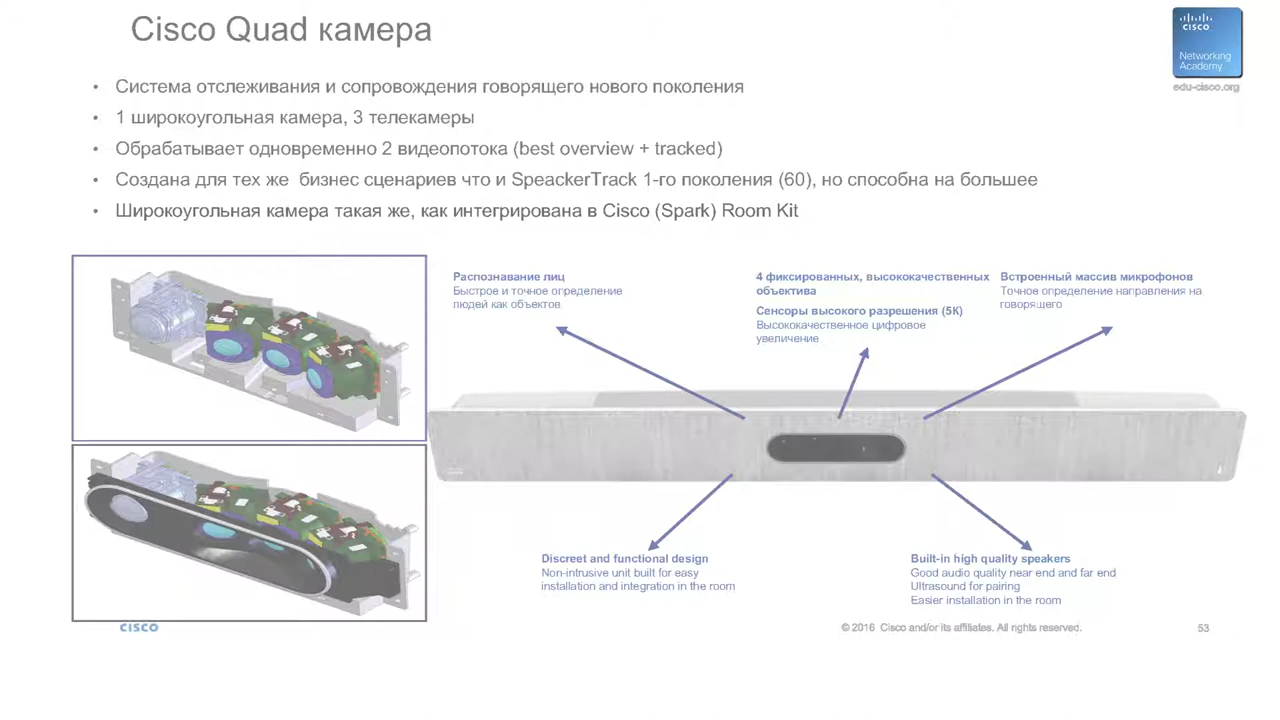 Cisco Quad камера
CISCO
Networking
Academy
edu-cisco.org
• Система отслеживания и сопровождения говорящего нового поколения
• 1 широкоугольная камера, 3 телекамеры
• Обрабатывает одновременно 2 видеопотока (best overview + tracked)
• Создана для тех же бизнес сценариев что и SpeackerTrack 1-го поколения (60), но способна на большее
• Широкоугольная камера такая же, как интегрирована в Cisco (Spark) Room Kit
Распознавание лиц
Быстрое и точное определение
людей как объектов
4 фиксированных, высококачественных
объектива
Сенсоры высокого разрешения (5К)
Высококачественное цифровое
увеличение
Встроенный массив микрофонов
Точное определение направления на
говорящего
Discreet and functional design
Non-intrusive unit built for easy
installation and integration in the room
Built-in high quality speakers
Good audio quality near end and far end
Ultrasound for pairing
Easier installation in the room
CISCO
© 2016 Cisco and/or its affiliates. All rights reserved.
53